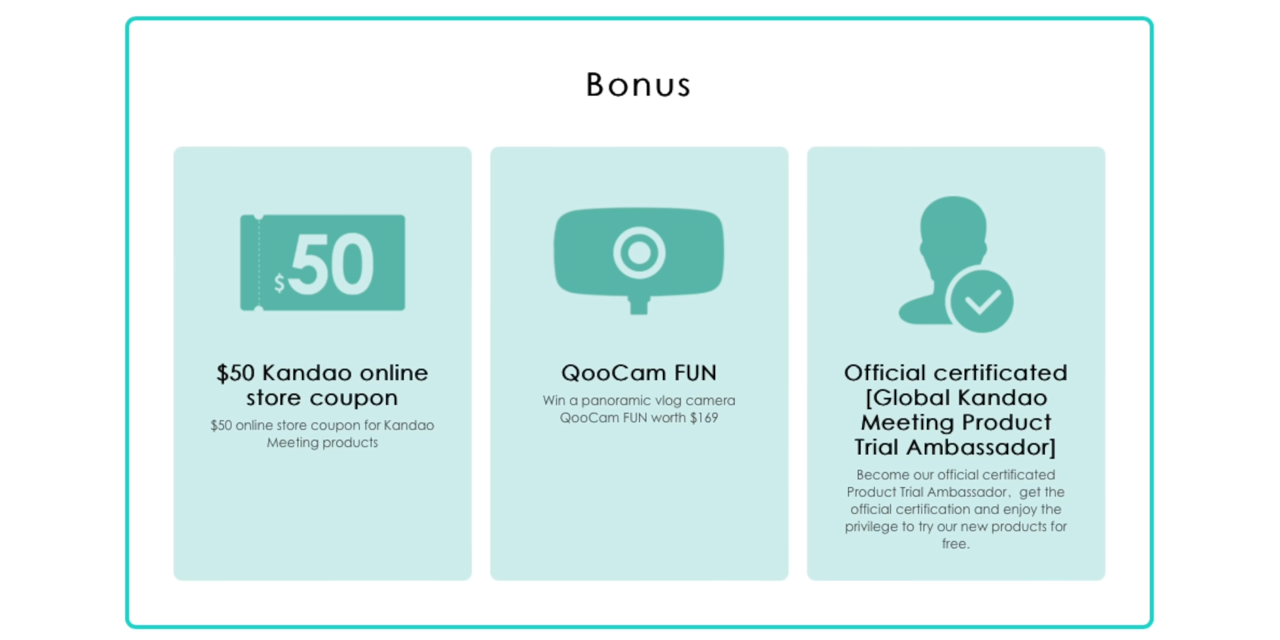 Bonus
$50
$50 Kandao online
store coupon
$50 online store coupon for Kandao
Meeting products
QooCam FUN
Win a panoramic vlog camera
QooCam FUN worth $169
Official certificated
[Global Kandao
Meeting Product
Trial Ambassador]
Become our official certificated
Product Trial Ambassador，get the
official certification and enjoy the
privilege to try our new products for
free.